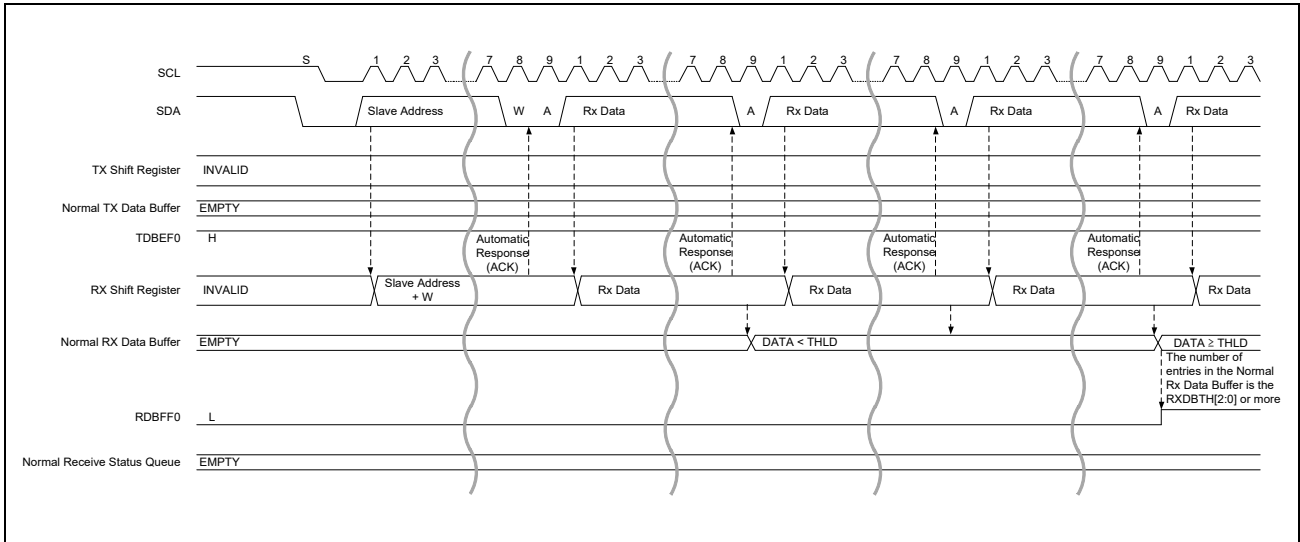 S 1 2 3 7 8 9 1 2 3 7 8 9 1 2 3 7 8 9 1 2 3 7 8 9 1 2 3
SCL
SDA Slave Address W A Rx Data A Rx Data A Rx Data A Rx Data
TX Shift Register INVALID
Normal TX Data Buffer EMPTY
TDBEF0 H
Automatic Response (ACK)
Automatic Response (ACK)
Automatic Response (ACK)
Automatic Response (ACK)
RX Shift Register INVALID Slave Address + W Rx Data Rx Data Rx Data Rx Data
Normal RX Data Buffer EMPTY DATA < THLD DATA ≥ THLD
The number of
entries in the Normal
Rx Data Buffer is the
RXDBTH[2:0] or more
RDBFF0 L
Normal Receive Status Queue EMPTY